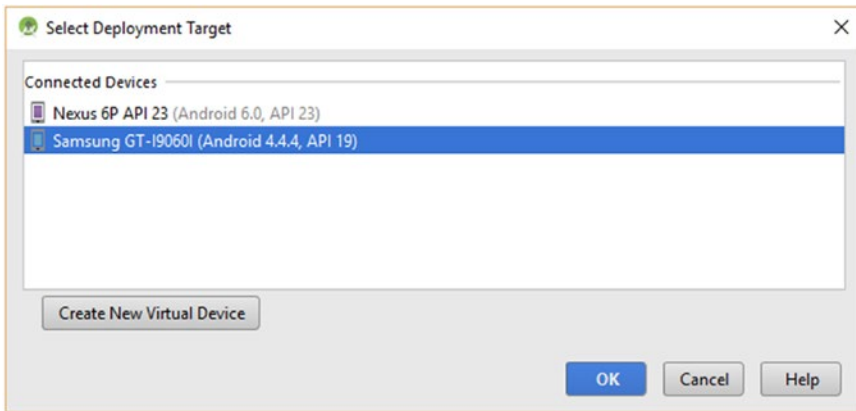 Select Deployment Target
Connected Devices
Nexus 6P API 23 (Android 6.0, API 23)
Samsung GT-I9060I (Android 4.4.4, API 19)
Create New Virtual Device
OK Cancel Help